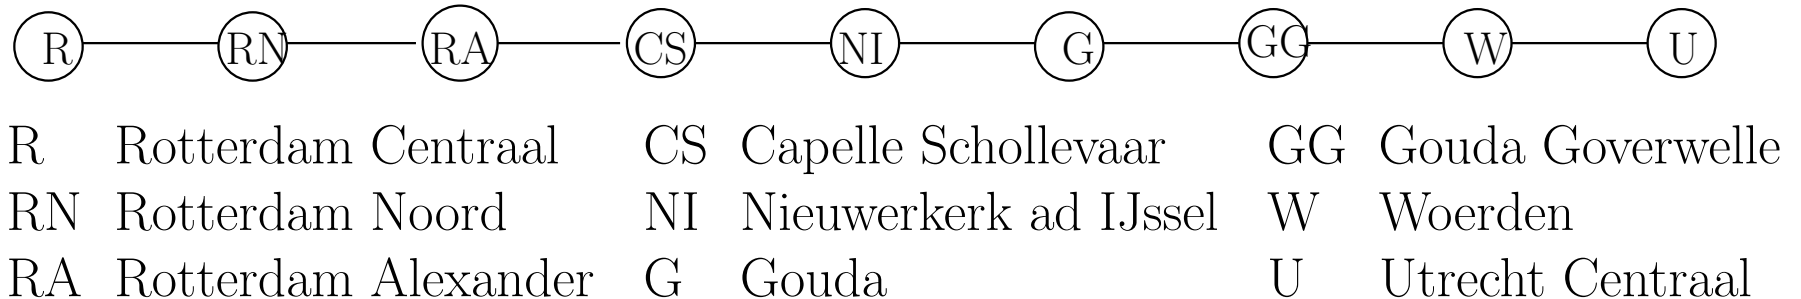 R RN RA CS NI G GG W U
R Rotterdam Centraal CS Capelle Schollevaar GG Gouda Goverwelle
RN Rotterdam Noord NI Nieuwerkerk ad IJssel W Woerden
RA Rotterdam Alexander G Gouda U Utrecht Centraal